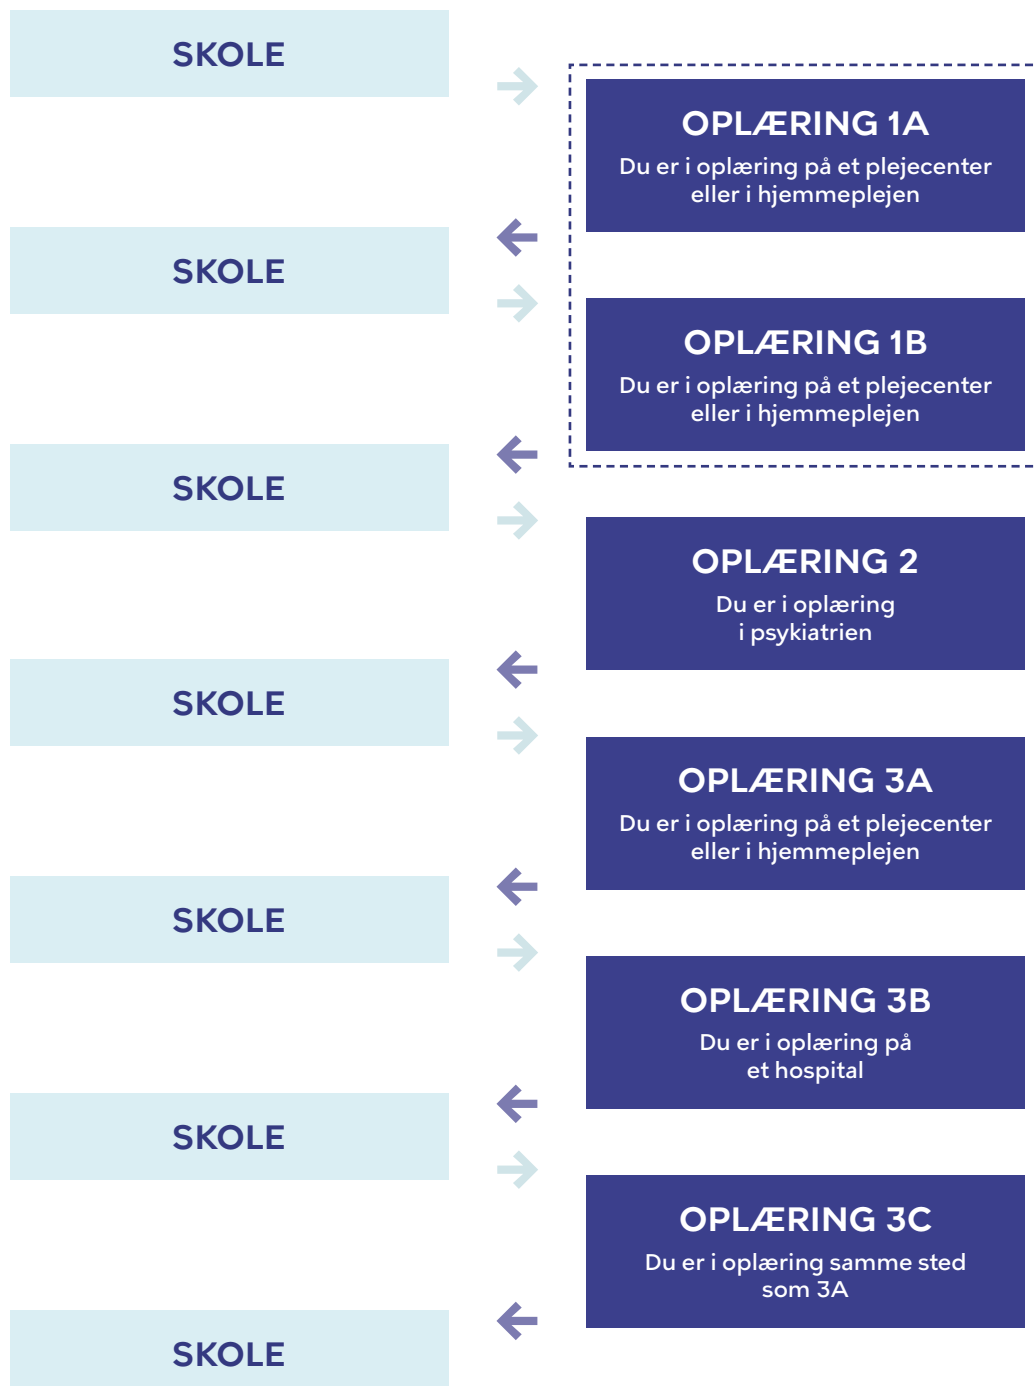 SKOLE
OPLÆRING 1A
Du er i oplæring på et plejecenter
eller i hjemmeplejen
SKOLE
OPLÆRING 1B
Du er i oplæring på et plejecenter
eller i hjemmeplejen
SKOLE
OPLÆRING 2
Du er i oplæring
i psykiatrien
SKOLE
OPLÆRING 3A
Du er i oplæring på et plejecenter
eller i hjemmeplejen
SKOLE
OPLÆRING 3B
Du er i oplæring på
et hospital
SKOLE
OPLÆRING 3C
Du er i oplæring samme sted
som 3A
SKOLE